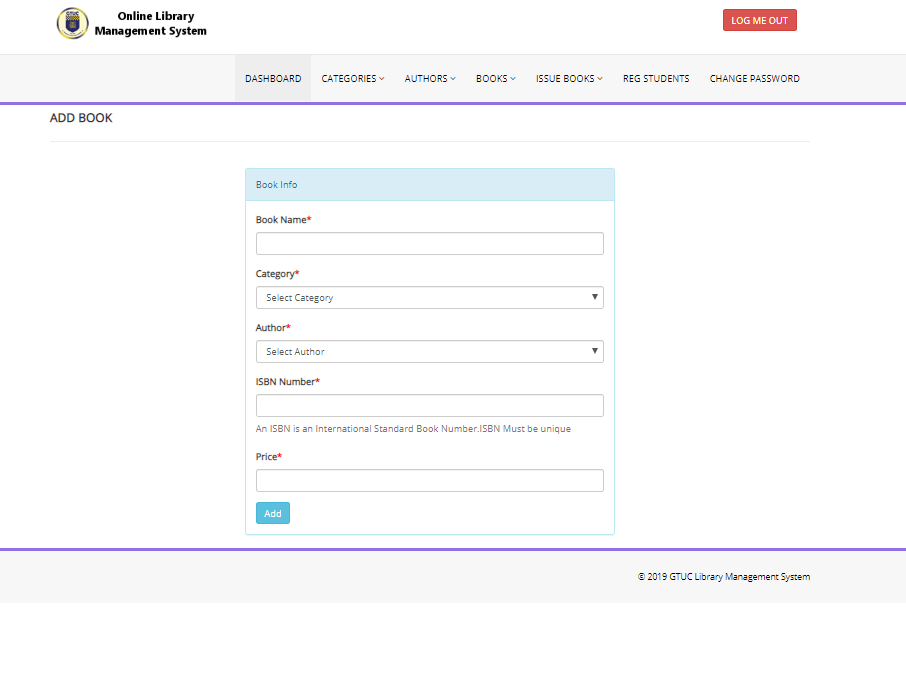 GTUC
Online Library
Management System
LOG ME OUT
DASHBOARD CATEGORIES AUTHORS BOOKS ISSUE BOOKS REG STUDENTS CHANGE PASSWORD
ADD BOOK
Book Info
Book Name*
Category*
Select Category
Author*
Select Author
ISBN Number*
An ISBN is an International Standard Book Number.ISBN Must be unique
Price*
Add
© 2019 GTUC Library Management System